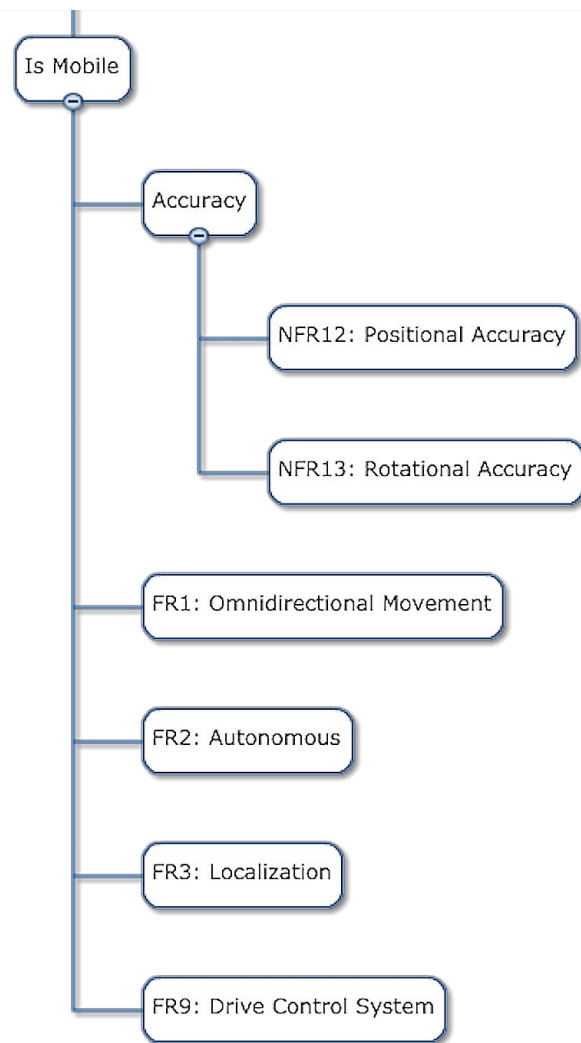 Is Mobile
Accuracy
NFR12: Positional Accuracy
NFR13: Rotational Accuracy
FR1: Omnidirectional Movement
FR2: Autonomous
FR3: Localization
FR9: Drive Control System